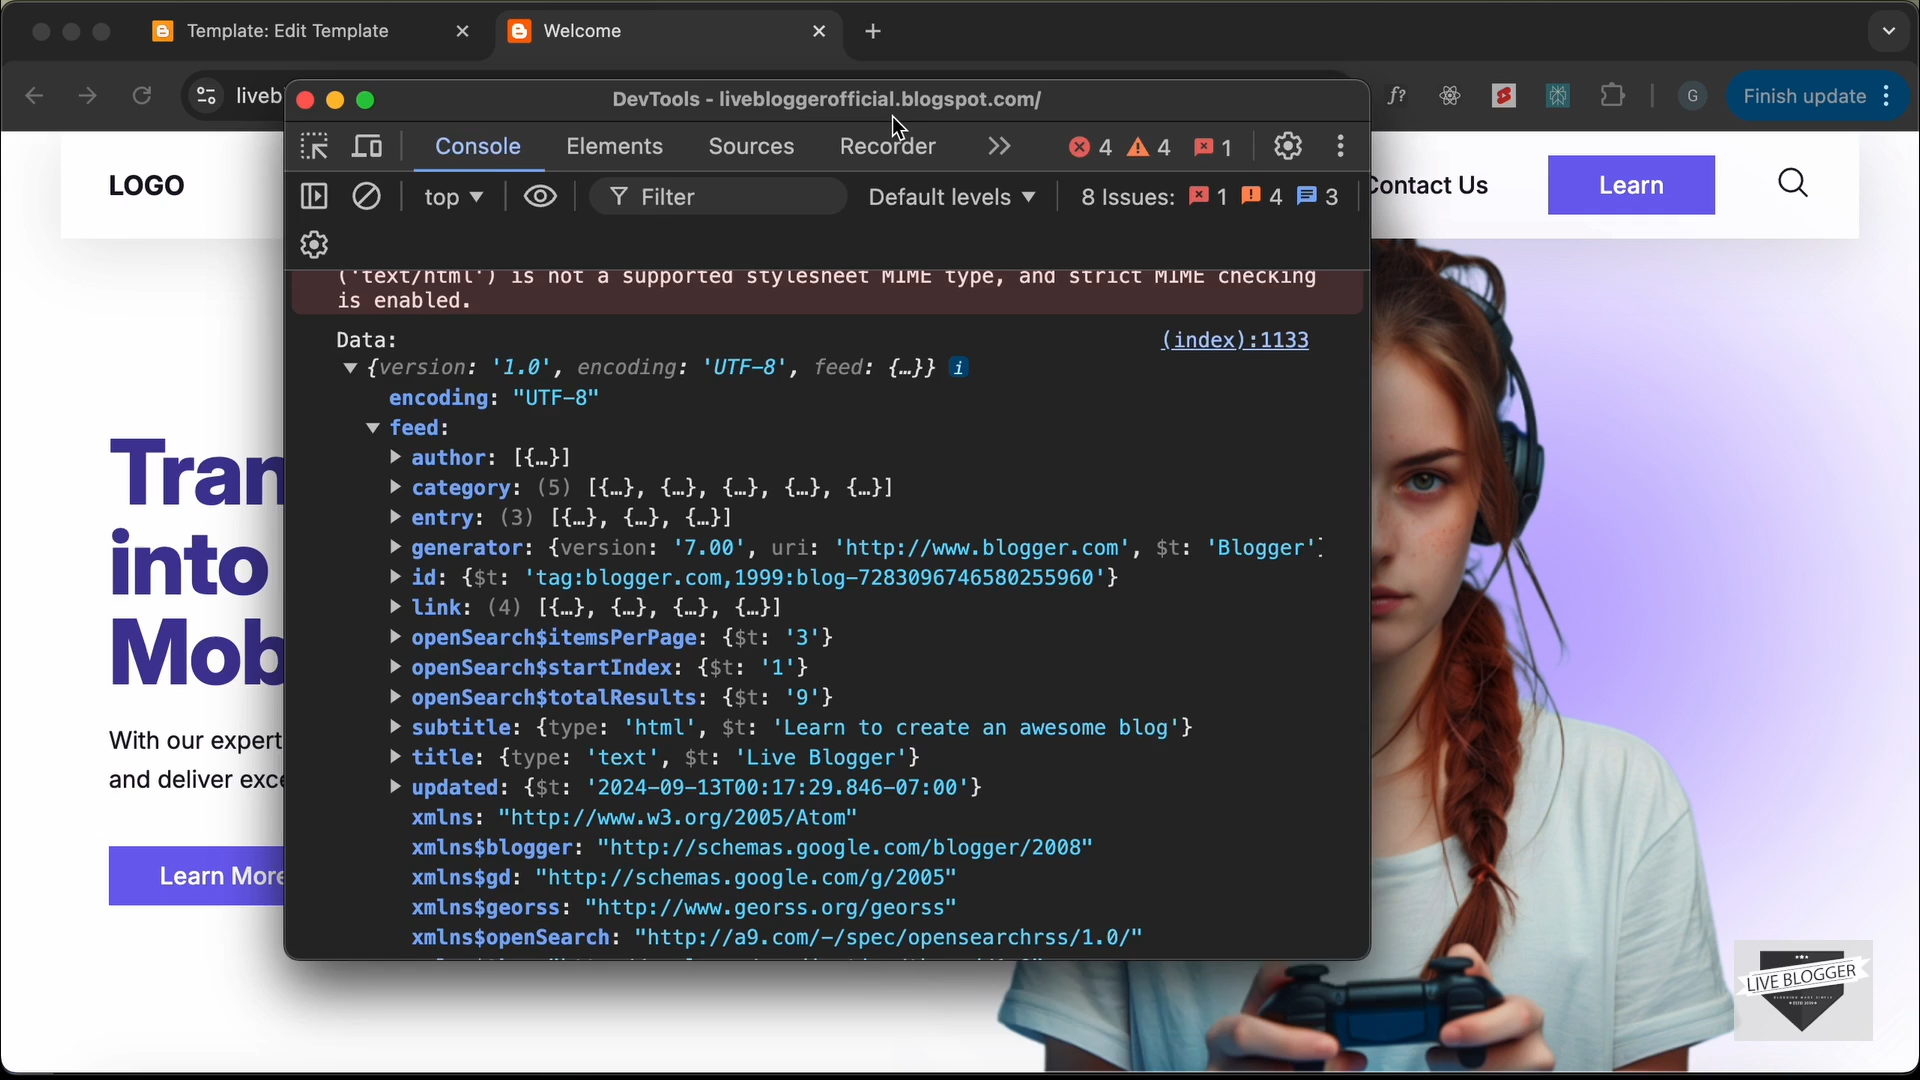 Template: Edit Template
Welcome
liveb
Finish update
G
DevTools - livebloggerofficial.blogspot.com/
Console
Elements
Sources
Recorder
4
4
1
top
Filter
Default levels
8 Issues: 1 4 3
('text/html') is not a supported stylesheet MIME type, and strict MIME checking
is enabled.
Data:
(index):1133
{version: '1.0', encoding: 'UTF-8', feed: {…}} i
encoding: "UTF-8"
feed:
author: [{…}]
category: (5) [{…}, {…}, {…}, {…}, {…}]
entry: (3) [{…}, {…}, {…}]
generator: {version: '7.00', uri: 'http://www.blogger.com', $t: 'Blogger'}
id: {$t: 'tag:blogger.com,1999:blog-7283096746580255960'}
link: (4) [{…}, {…}, {…}, {…}]
openSearch$itemsPerPage: {$t: '3'}
openSearch$startIndex: {$t: '1'}
openSearch$totalResults: {$t: '9'}
subtitle: {type: 'html', $t: 'Learn to create an awesome blog'}
title: {type: 'text', $t: 'Live Blogger'}
updated: {$t: '2024-09-13T00:17:29.846-07:00'}
xmlns: "http://www.w3.org/2005/Atom"
xmlns$blogger: "http://schemas.google.com/blogger/2008"
xmlns$gd: "http://schemas.google.com/g/2005"
xmlns$georss: "http://www.georss.org/georss"
xmlns$openSearch: "http://a9.com/-/spec/opensearchrss/1.0/"
LOGO
Contact Us
Learn
Tran
into
Mob
With our expert
and deliver exce
Learn More
LIVE BLOGGER